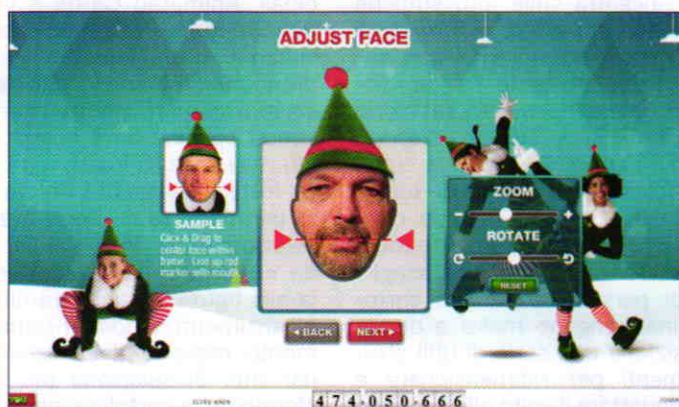 ADJUST FACE
SAMPLE
Click & Drag to
center face within
frame. Line up red
marker with mouth.
ZOOM
- +
ROTATE
RESET
◄ BACK NEXT ►
474,050,666